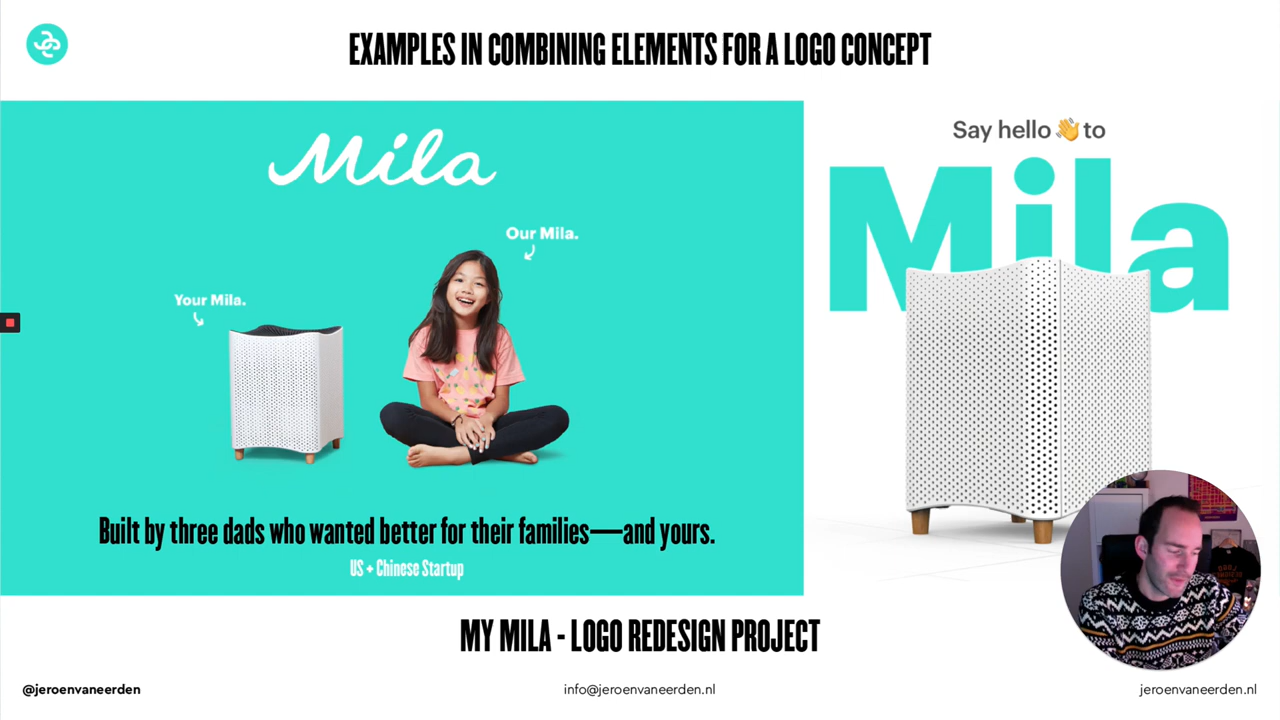 EXAMPLES IN COMBINING ELEMENTS FOR A LOGO CONCEPT
Mila
Our Mila.
Your Mila.
Built by three dads who wanted better for their families—and yours.
US + Chinese Startup
Say hello 👋 to
Mila
MY MILA - LOGO REDESIGN PROJECT
@jeroenvaneerden
info@jeroenvaneerden.nl
jeroenvaneerden.nl